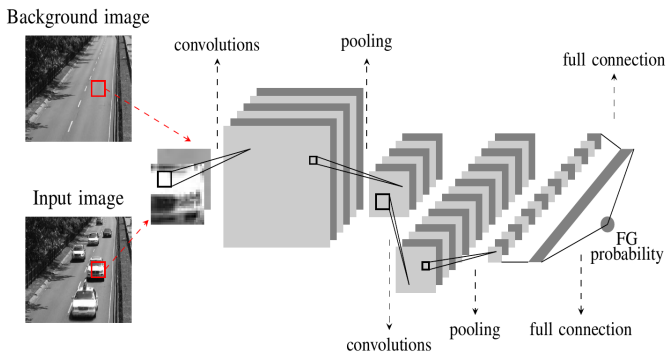 Background image
convolutions
pooling
full connection
Input image
FG
probability
convolutions
pooling
full connection